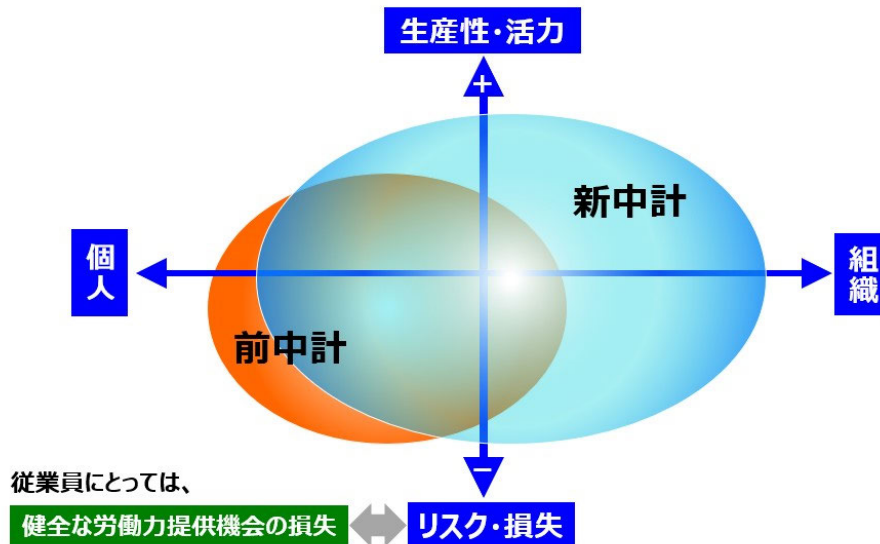 生産性・活力
+
新中計
個人
組織
前中計
−
従業員にとっては、
健全な労働力提供機会の損失
リスク・損失